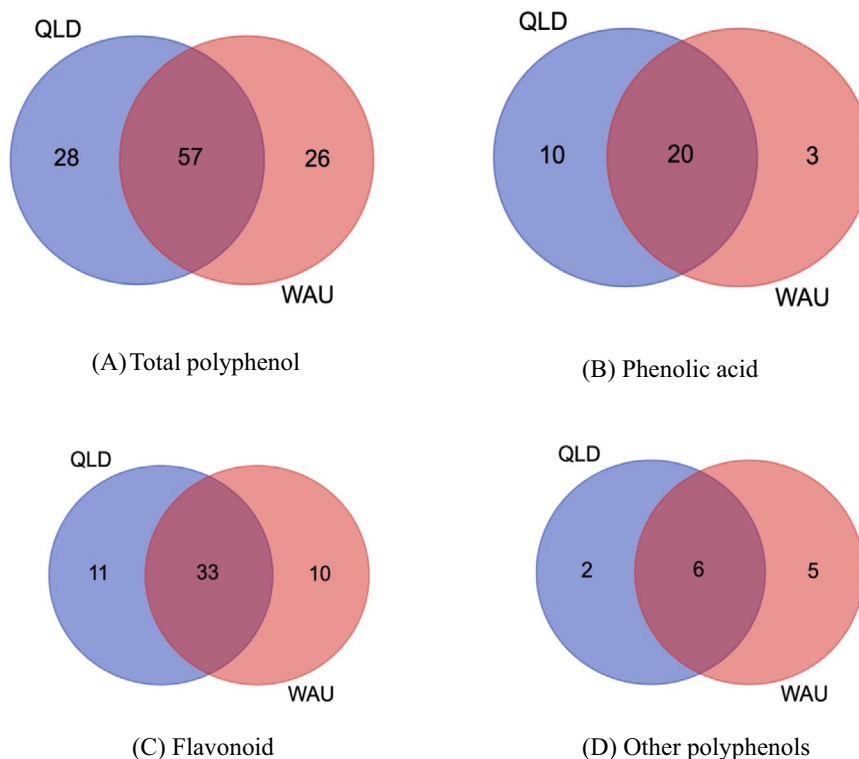 QLD
28 57 26
WAU
(A) Total polyphenol
QLD
10 20 3
WAU
(B) Phenolic acid
QLD
11 33 10
WAU
(C) Flavonoid
QLD
2 6 5
WAU
(D) Other polyphenols